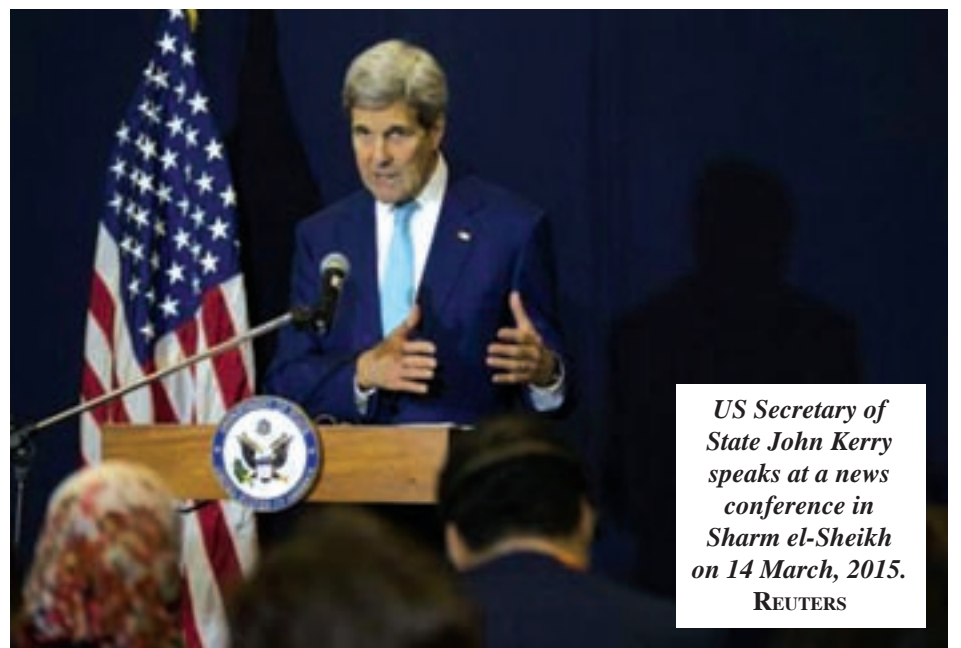 US Secretary of
State John Kerry
speaks at a news
conference in
Sharm el-Sheikh
on 14 March, 2015.
REUTERS